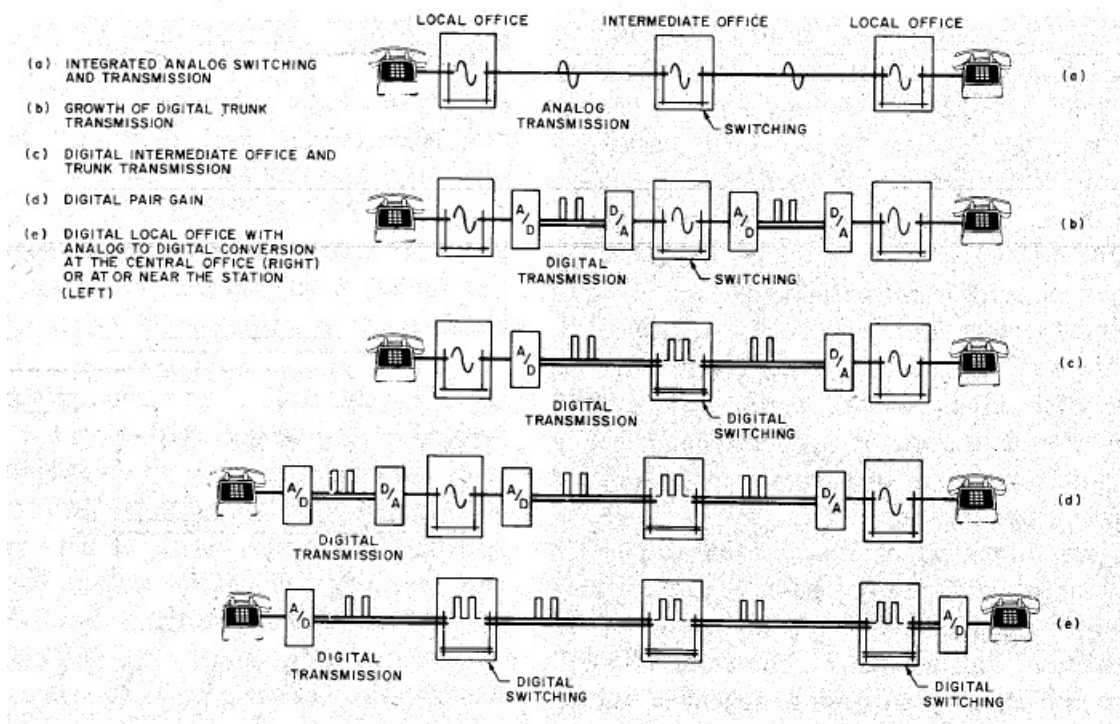 LOCAL OFFICE INTERMEDIATE OFFICE LOCAL OFFICE
(a) INTEGRATED ANALOG SWITCHING
AND TRANSMISSION
(b) GROWTH OF DIGITAL TRUNK
TRANSMISSION
(c) DIGITAL INTERMEDIATE OFFICE AND
TRUNK TRANSMISSION
(d) DIGITAL PAIR GAIN
(e) DIGITAL LOCAL OFFICE WITH
ANALOG TO DIGITAL CONVERSION
AT THE CENTRAL OFFICE (RIGHT)
OR AT OR NEAR THE STATION
(LEFT)
(a)
ANALOG
TRANSMISSION
SWITCHING
A/D D/A A/D D/A
(b)
DIGITAL
TRANSMISSION
SWITCHING
A/D D/A
(c)
DIGITAL
TRANSMISSION
DIGITAL
SWITCHING
A/D D/A A/D D/A
(d)
DIGITAL
TRANSMISSION
A/D A/D
(e)
DIGITAL
TRANSMISSION
DIGITAL
SWITCHING
DIGITAL
SWITCHING